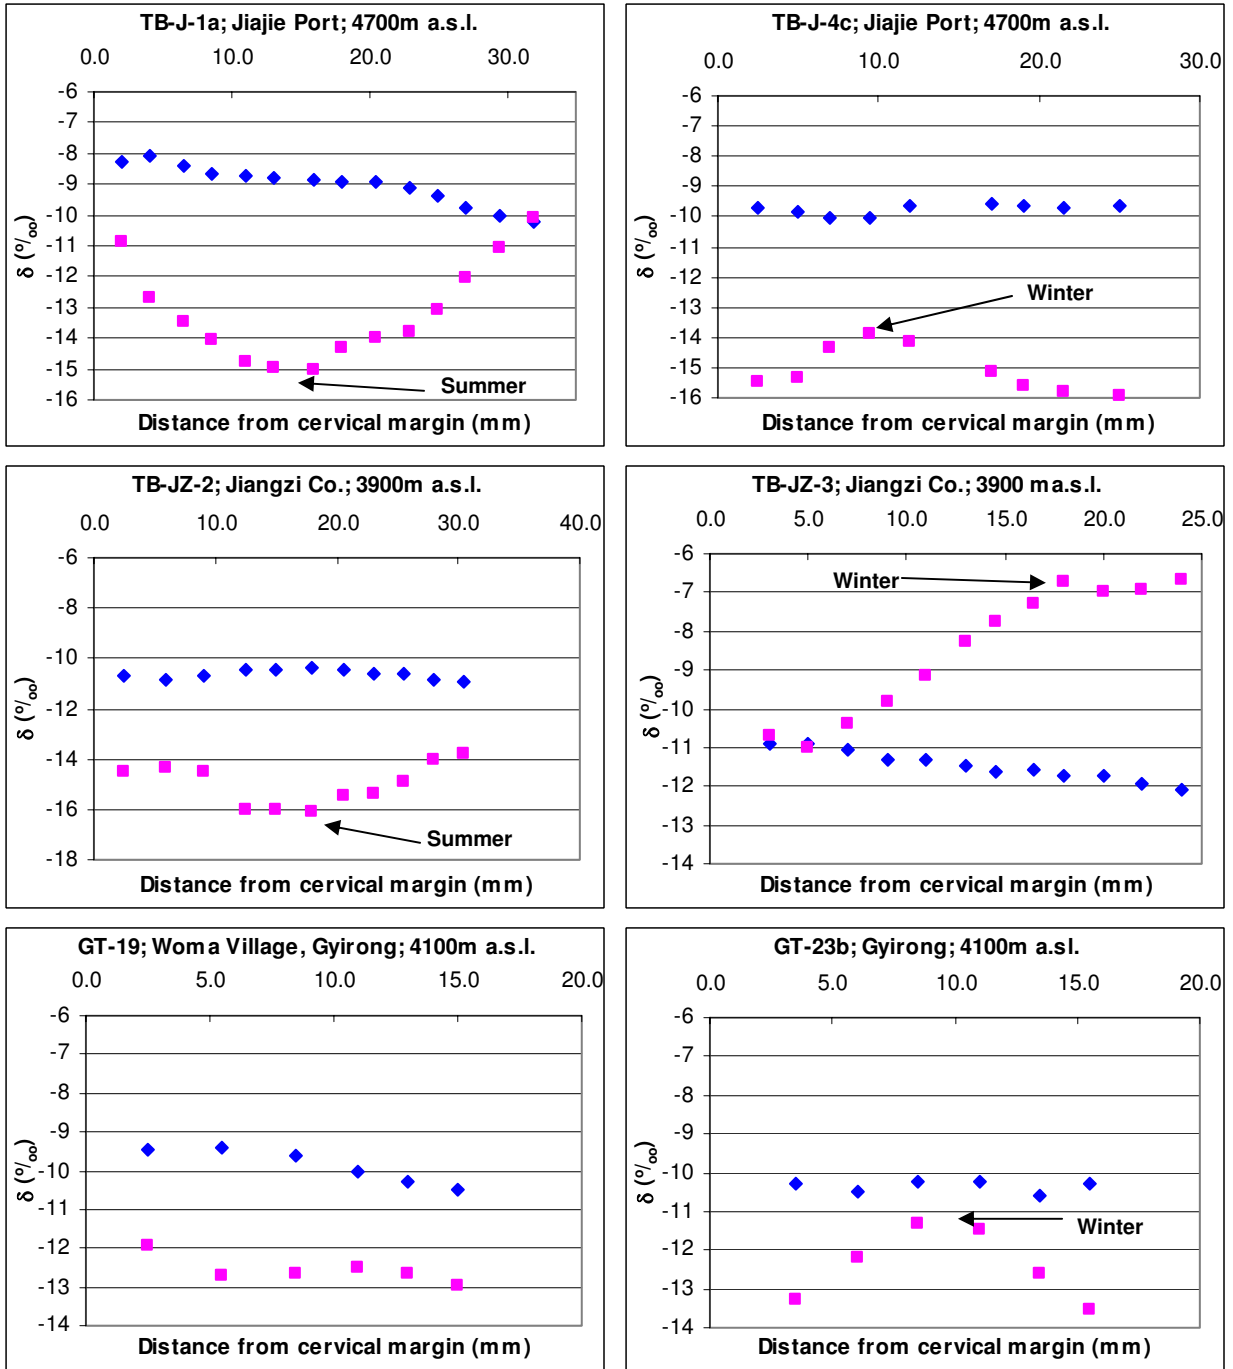 TB-J-1a; Jiajie Port; 4700m a.s.l.
0.0 10.0 20.0 30.0
-6
-7
-8
-9
-10
-11
-12
-13
-14
-15
-16
δ (º/ₒₒ)
Summer
Distance from cervical margin (mm)
TB-J-4c; Jiajie Port; 4700m a.s.l.
0.0 10.0 20.0 30.0
-6
-7
-8
-9
-10
-11
-12
-13
-14
-15
-16
δ (º/ₒₒ)
Winter
Distance from cervical margin (mm)
TB-JZ-2; Jiangzi Co.; 3900m a.s.l.
0.0 10.0 20.0 30.0 40.0
-6
-8
-10
-12
-14
-16
-18
δ (º/ₒₒ)
Summer
Distance from cervical margin (mm)
TB-JZ-3; Jiangzi Co.; 3900 ma.s.l.
0.0 5.0 10.0 15.0 20.0 25.0
-6
-7
-8
-9
-10
-11
-12
-13
-14
δ (º/ₒₒ)
Winter
Distance from cervical margin (mm)
GT-19; Woma Village, Gyirong; 4100m a.s.l.
0.0 5.0 10.0 15.0 20.0
-6
-7
-8
-9
-10
-11
-12
-13
-14
δ (º/ₒₒ)
Distance from cervical margin (mm)
GT-23b; Gyirong; 4100m a.s.l.
0.0 5.0 10.0 15.0 20.0
-6
-7
-8
-9
-10
-11
-12
-13
-14
δ (º/ₒₒ)
Winter
Distance from cervical margin (mm)